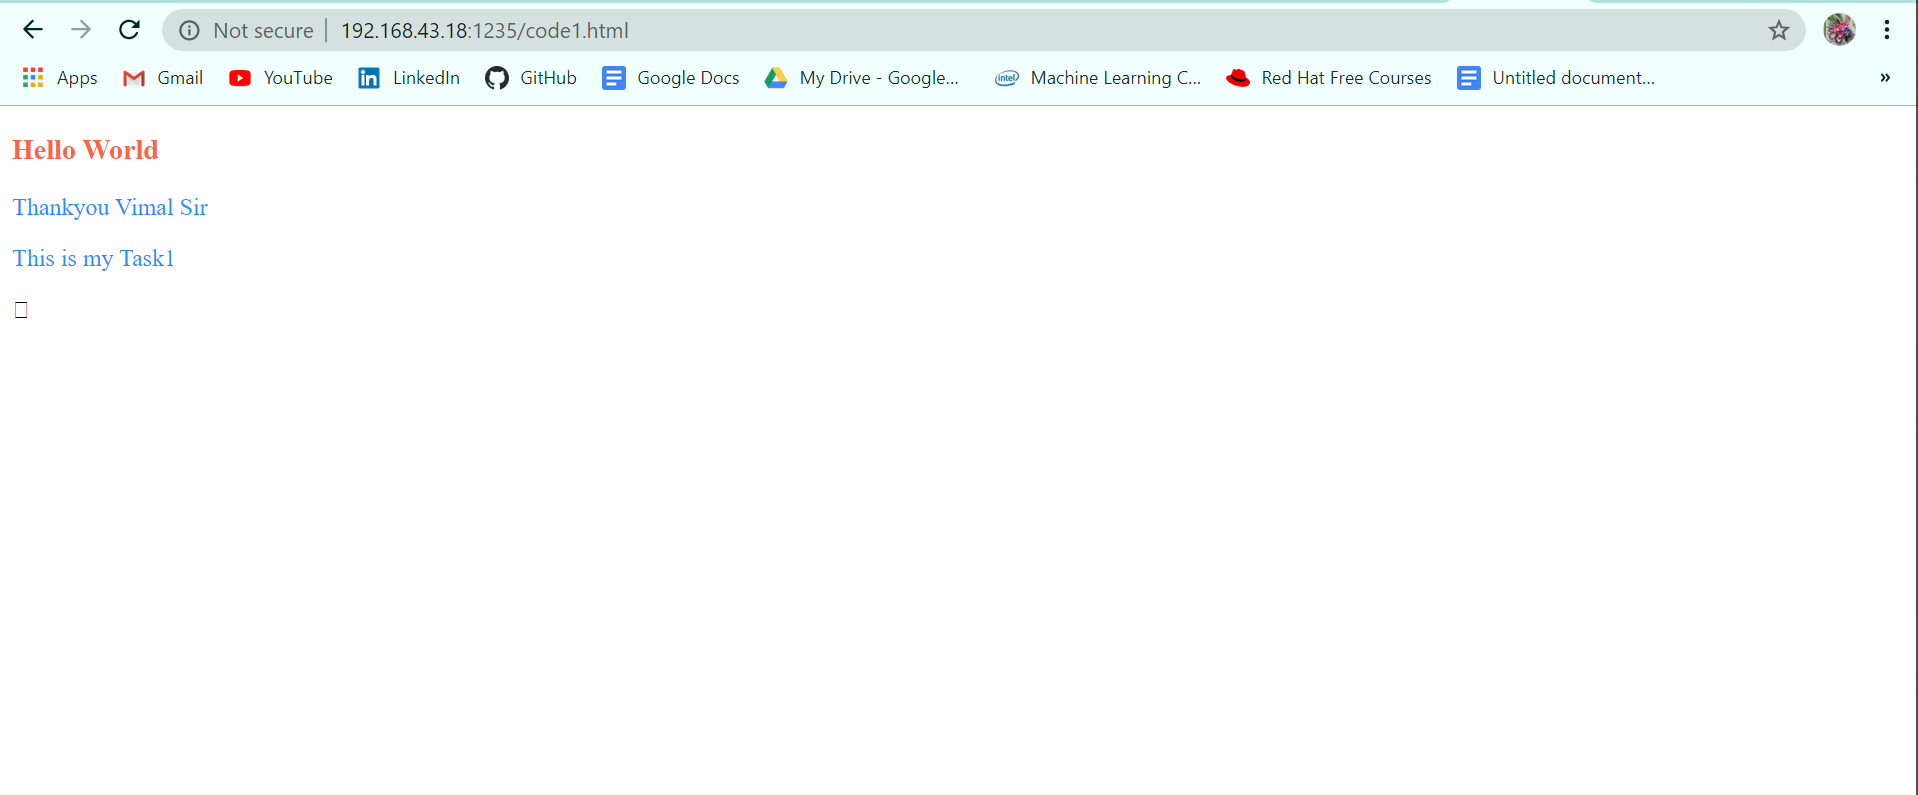 Not secure | 192.168.43.18:1235/code1.html
Apps Gmail YouTube LinkedIn GitHub Google Docs My Drive - Google... intel Machine Learning C... Red Hat Free Courses Untitled document... »
Hello World
Thankyou Vimal Sir
This is my Task1